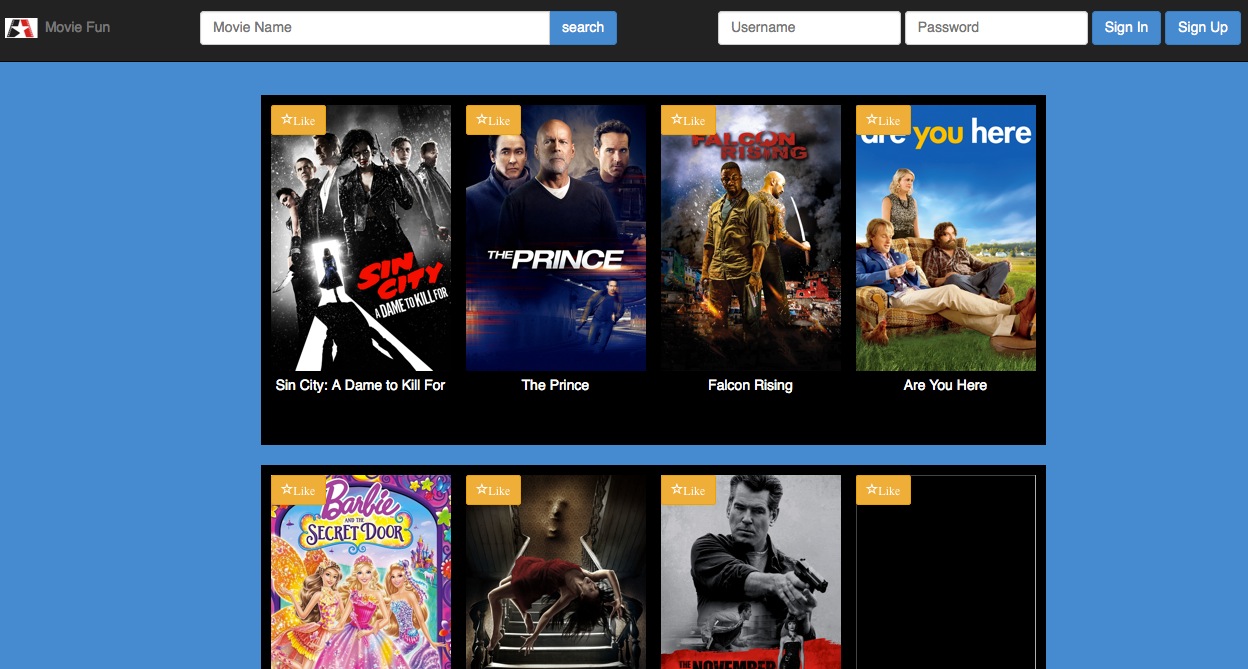 Movie Fun
Movie Name
search
Username
Password
Sign In
Sign Up
☆Like
☆Like
☆Like
☆Like
SIN
CITY
A DAME TO KILL FOR
THE PRINCE
FALCON
RISING
are you here
Sin City: A Dame to Kill For
The Prince
Falcon Rising
Are You Here
☆Like
☆Like
☆Like
☆Like
Barbie
AND THE
SECRET DOOR
THE NOVEMBER